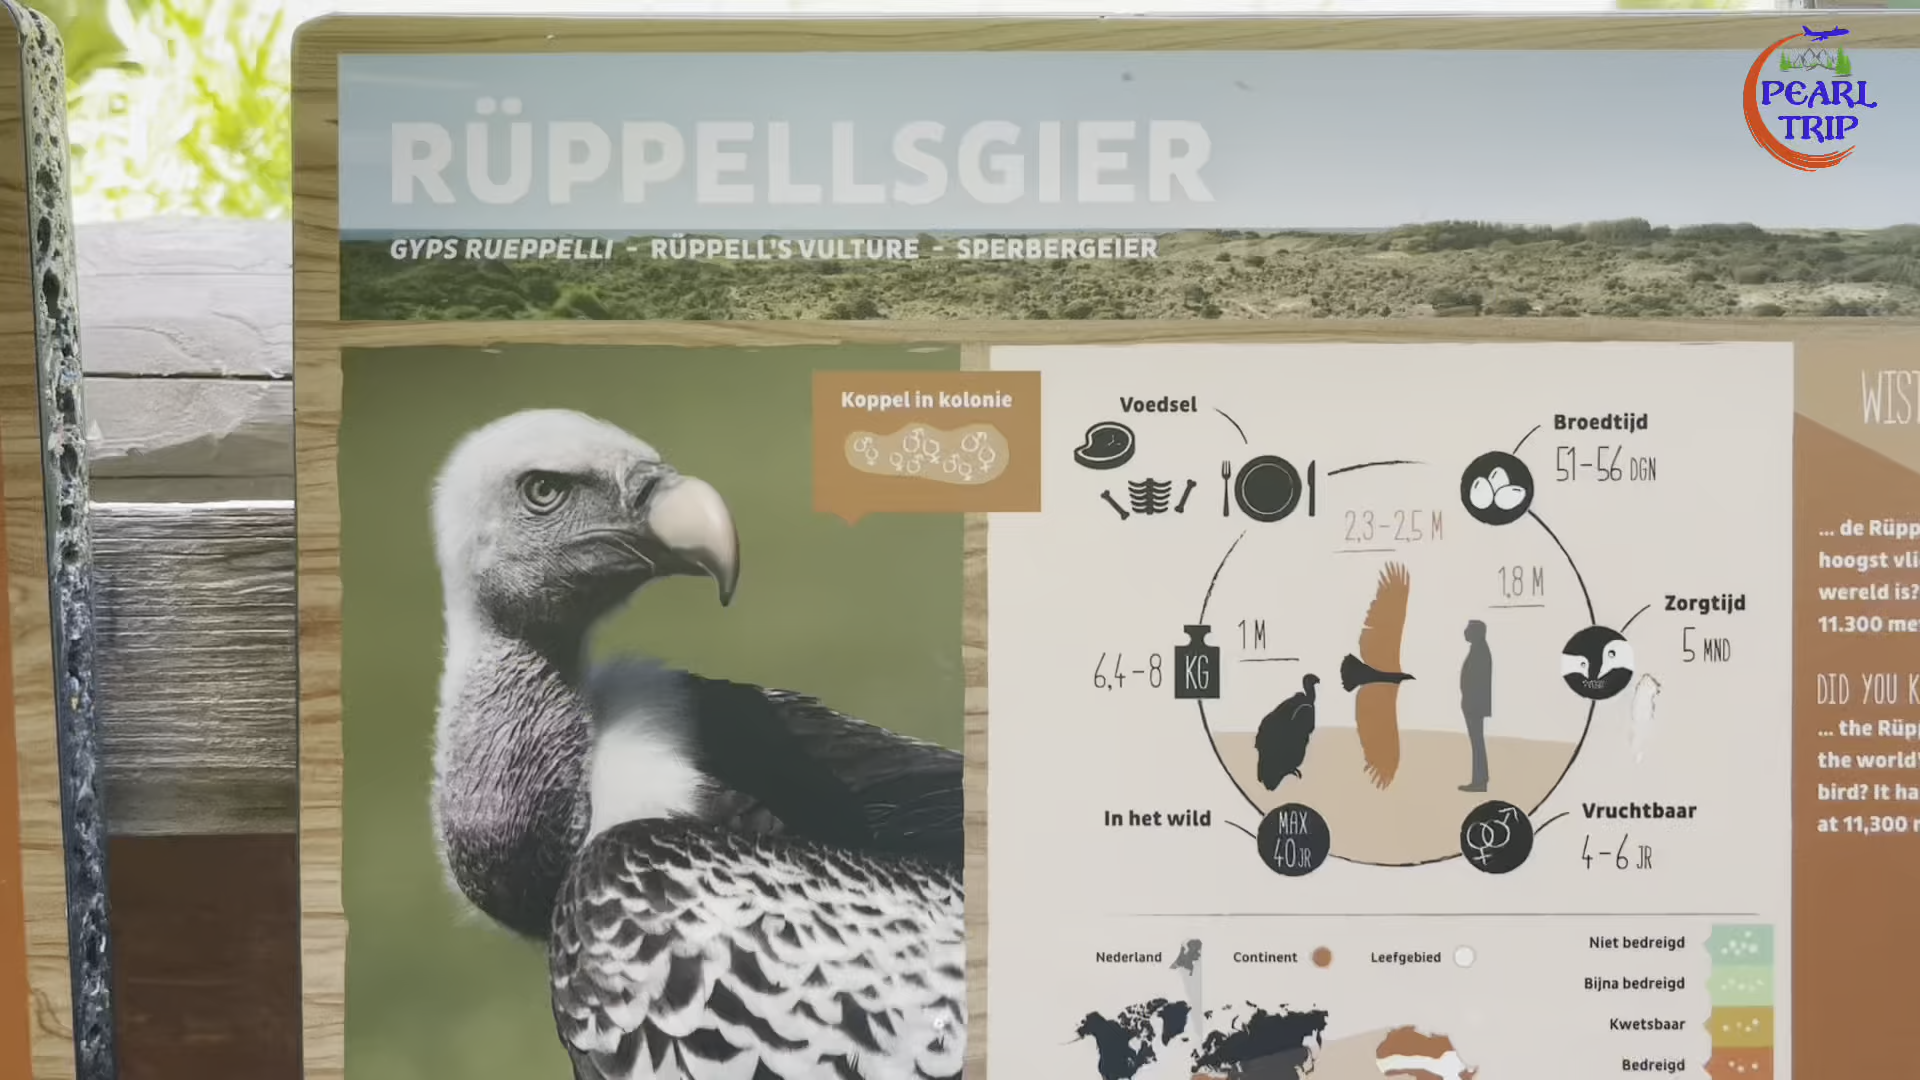 RÜPPELLSGIER
GYPS RUEPPELLI - RÜPPELL'S VULTURE - SPERBERGEIER
PEARL
TRIP
Koppel in kolonie
Voedsel
Broedtijd
51-56 DGN
2,3-2,5 M
1,8 M
Zorgtijd
5 MND
1 M
6,4-8
KG
In het wild
MAX
40 JR
Vruchtbaar
4-6 JR
Nederland
Continent
Leefgebied
Niet bedreigd
Bijna bedreigd
Kwetsbaar
Bedreigd
... de Rüpp
hoogst vli
wereld is?
11.300 me
DID YOU K
... the Rüpp
the world'
bird? It ha
at 11,300